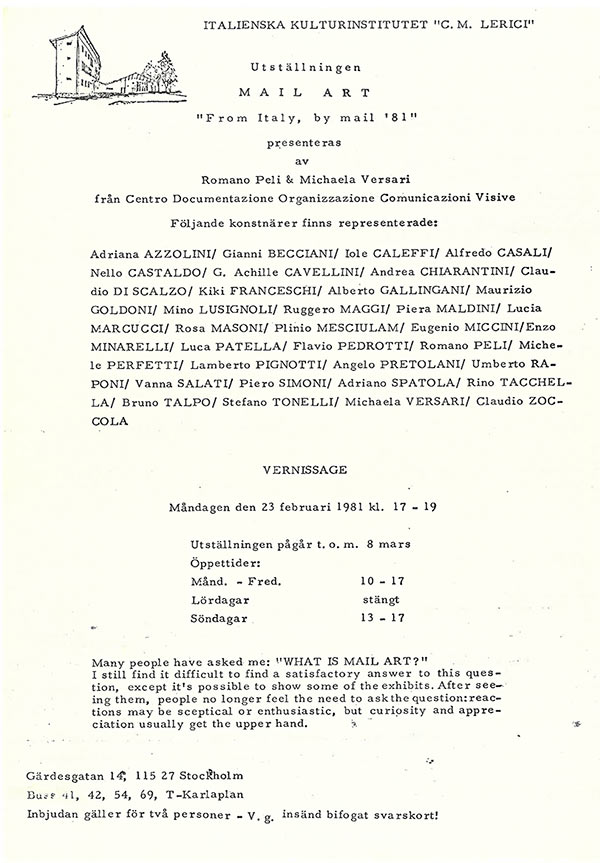 ITALIENSKA KULTURINSTITUTET "C. M. LERICI"
Utställningen
MAIL ART
"From Italy, by mail '81"
presenteras
av
Romano Peli & Michaela Versari
från Centro Documentazione Organizzazione Comunicazioni Visive
Följande konstnärer finns representerade:
Adriana AZZOLINI/ Gianni BECCIANI/ Iole CALEFFI/ Alfredo CASALI/
Nello CASTALDO/ G. Achille CAVELLINI/ Andrea CHIARANTINI/ Clau-
dio DI SCALZO/ Kiki FRANCESCHI/ Alberto GALLINGANI/ Maurizio
GOLDONI/ Mino LUSIGNOLI/ Ruggero MAGGI/ Piera MALDINI/ Lucia
MARCUCCI/ Rosa MASONI/ Plinio MESCIULAM/ Eugenio MICCINI/Enzo
MINARELLI/ Luca PATELLA/ Flavio PEDROTTI/ Romano PELI/ Miche-
le PERFETTI/ Lamberto PIGNOTTI/ Angelo PRETOLANI/ Umberto RA-
PONI/ Vanna SALATI/ Piero SIMONI/ Adriano SPATOLA/ Rino TACCHEL-
LA/ Bruno TALPO/ Stefano TONELLI/ Michaela VERSARI/ Claudio ZOC-
COLA
VERNISSAGE
Måndagen den 23 februari 1981 kl. 17 - 19
Utställningen pågår t. o. m. 8 mars
Öppettider:
Månd. - Fred. 10 - 17
Lördagar stängt
Söndagar 13 - 17
Many people have asked me: "WHAT IS MAIL ART?"
I still find it difficult to find a satisfactory answer to this ques-
tion, except it's possible to show some of the exhibits. After see-
ing them, people no longer feel the need to ask the question: reac-
tions may be sceptical or enthusiastic, but curiosity and appre-
ciation usually get the upper hand.
Gärdesgatan 14, 115 27 Stockholm
Buss 41, 42, 54, 69, T-Karlaplan
Inbjudan gäller för två personer - V. g. insänd bifogat svarskort!